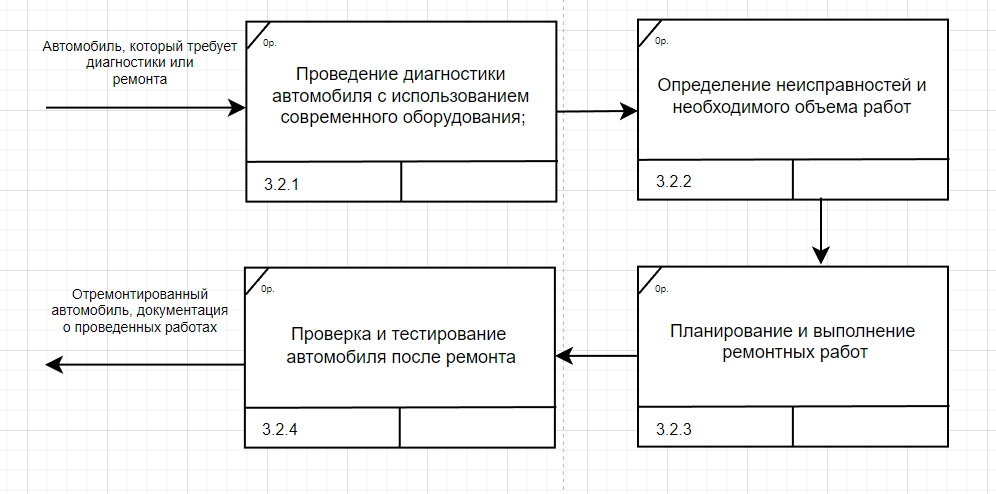 Автомобиль, который требует
диагностики или
ремонта
0р.
Проведение диагностики
автомобиля с использованием
современного оборудования;
3.2.1
0р.
Определение неисправностей и
необходимого объема работ
3.2.2
Отремонтированный
автомобиль, документация
о проведенных работах
0р.
Проверка и тестирование
автомобиля после ремонта
3.2.4
0р.
Планирование и выполнение
ремонтных работ
3.2.3